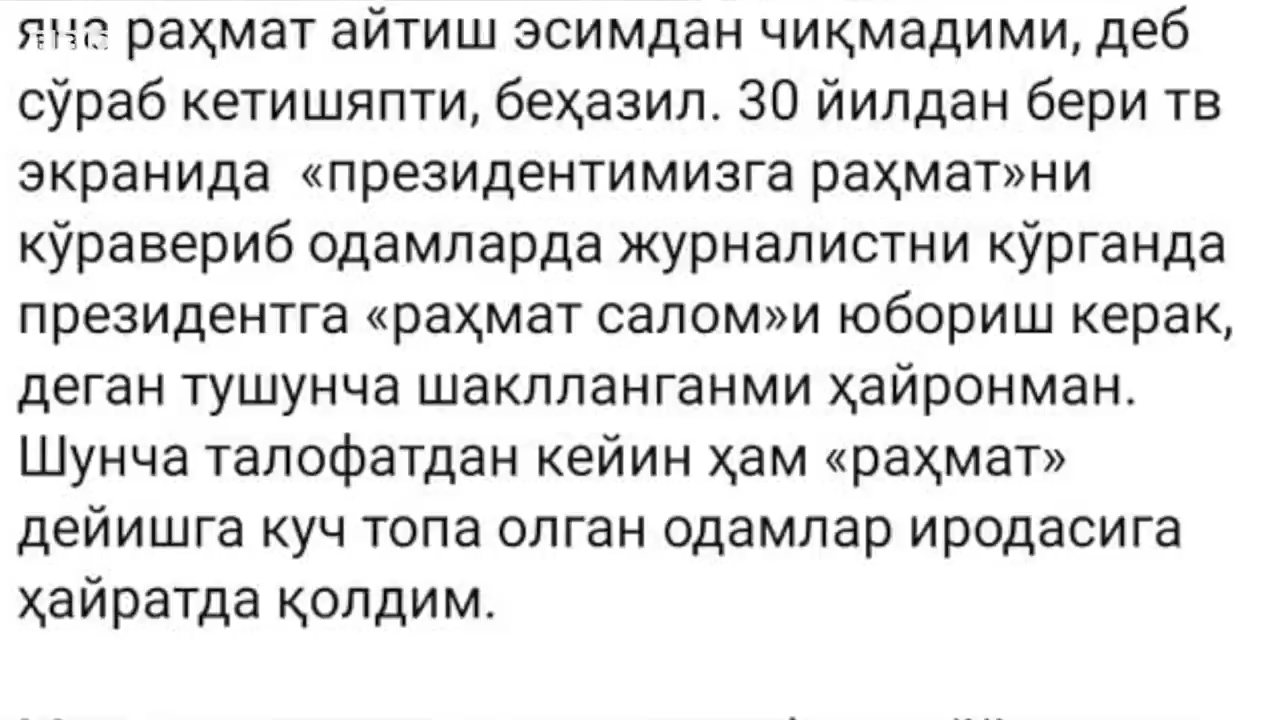 яна раҳмат айтиш эсимдан чиқмадими, деб
сўраб кетишяпти, беҳазил. 30 йилдан бери тв
экранида «президентимизга раҳмат»ни
кўравериб одамларда журналистни кўрганда
президентга «раҳмат салом»и юбориш керак,
деган тушунча шаклланганми ҳайронман.
Шунча талофатдан кейин ҳам «раҳмат»
дейишга куч топа олган одамлар иродасига
ҳайратда қолдим.